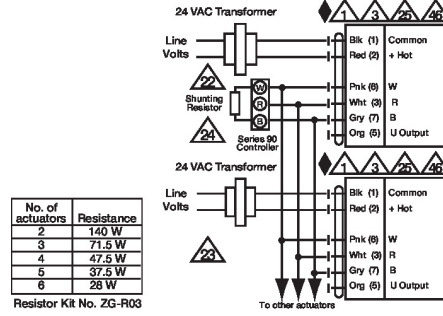 24 VAC Transformer
1 3 25 46
Line
Volts
Blk (1) Common
Red (2) + Hot
22
Shunting
Resistor
24
W
R
B
Series 90
Controller
Pnk (6) W
Wht (3) R
Gry (7) B
Org (5) U Output
24 VAC Transformer
1 3 25 46
Line
Volts
Blk (1) Common
Red (2) + Hot
23
Pnk (6) W
Wht (3) R
Gry (7) B
Org (5) U Output
To other actuators
No. of
actuators Resistance
2 140 W
3 71.5 W
4 47.5 W
5 37.5 W
6 28 W
Resistor Kit No. ZG-R03